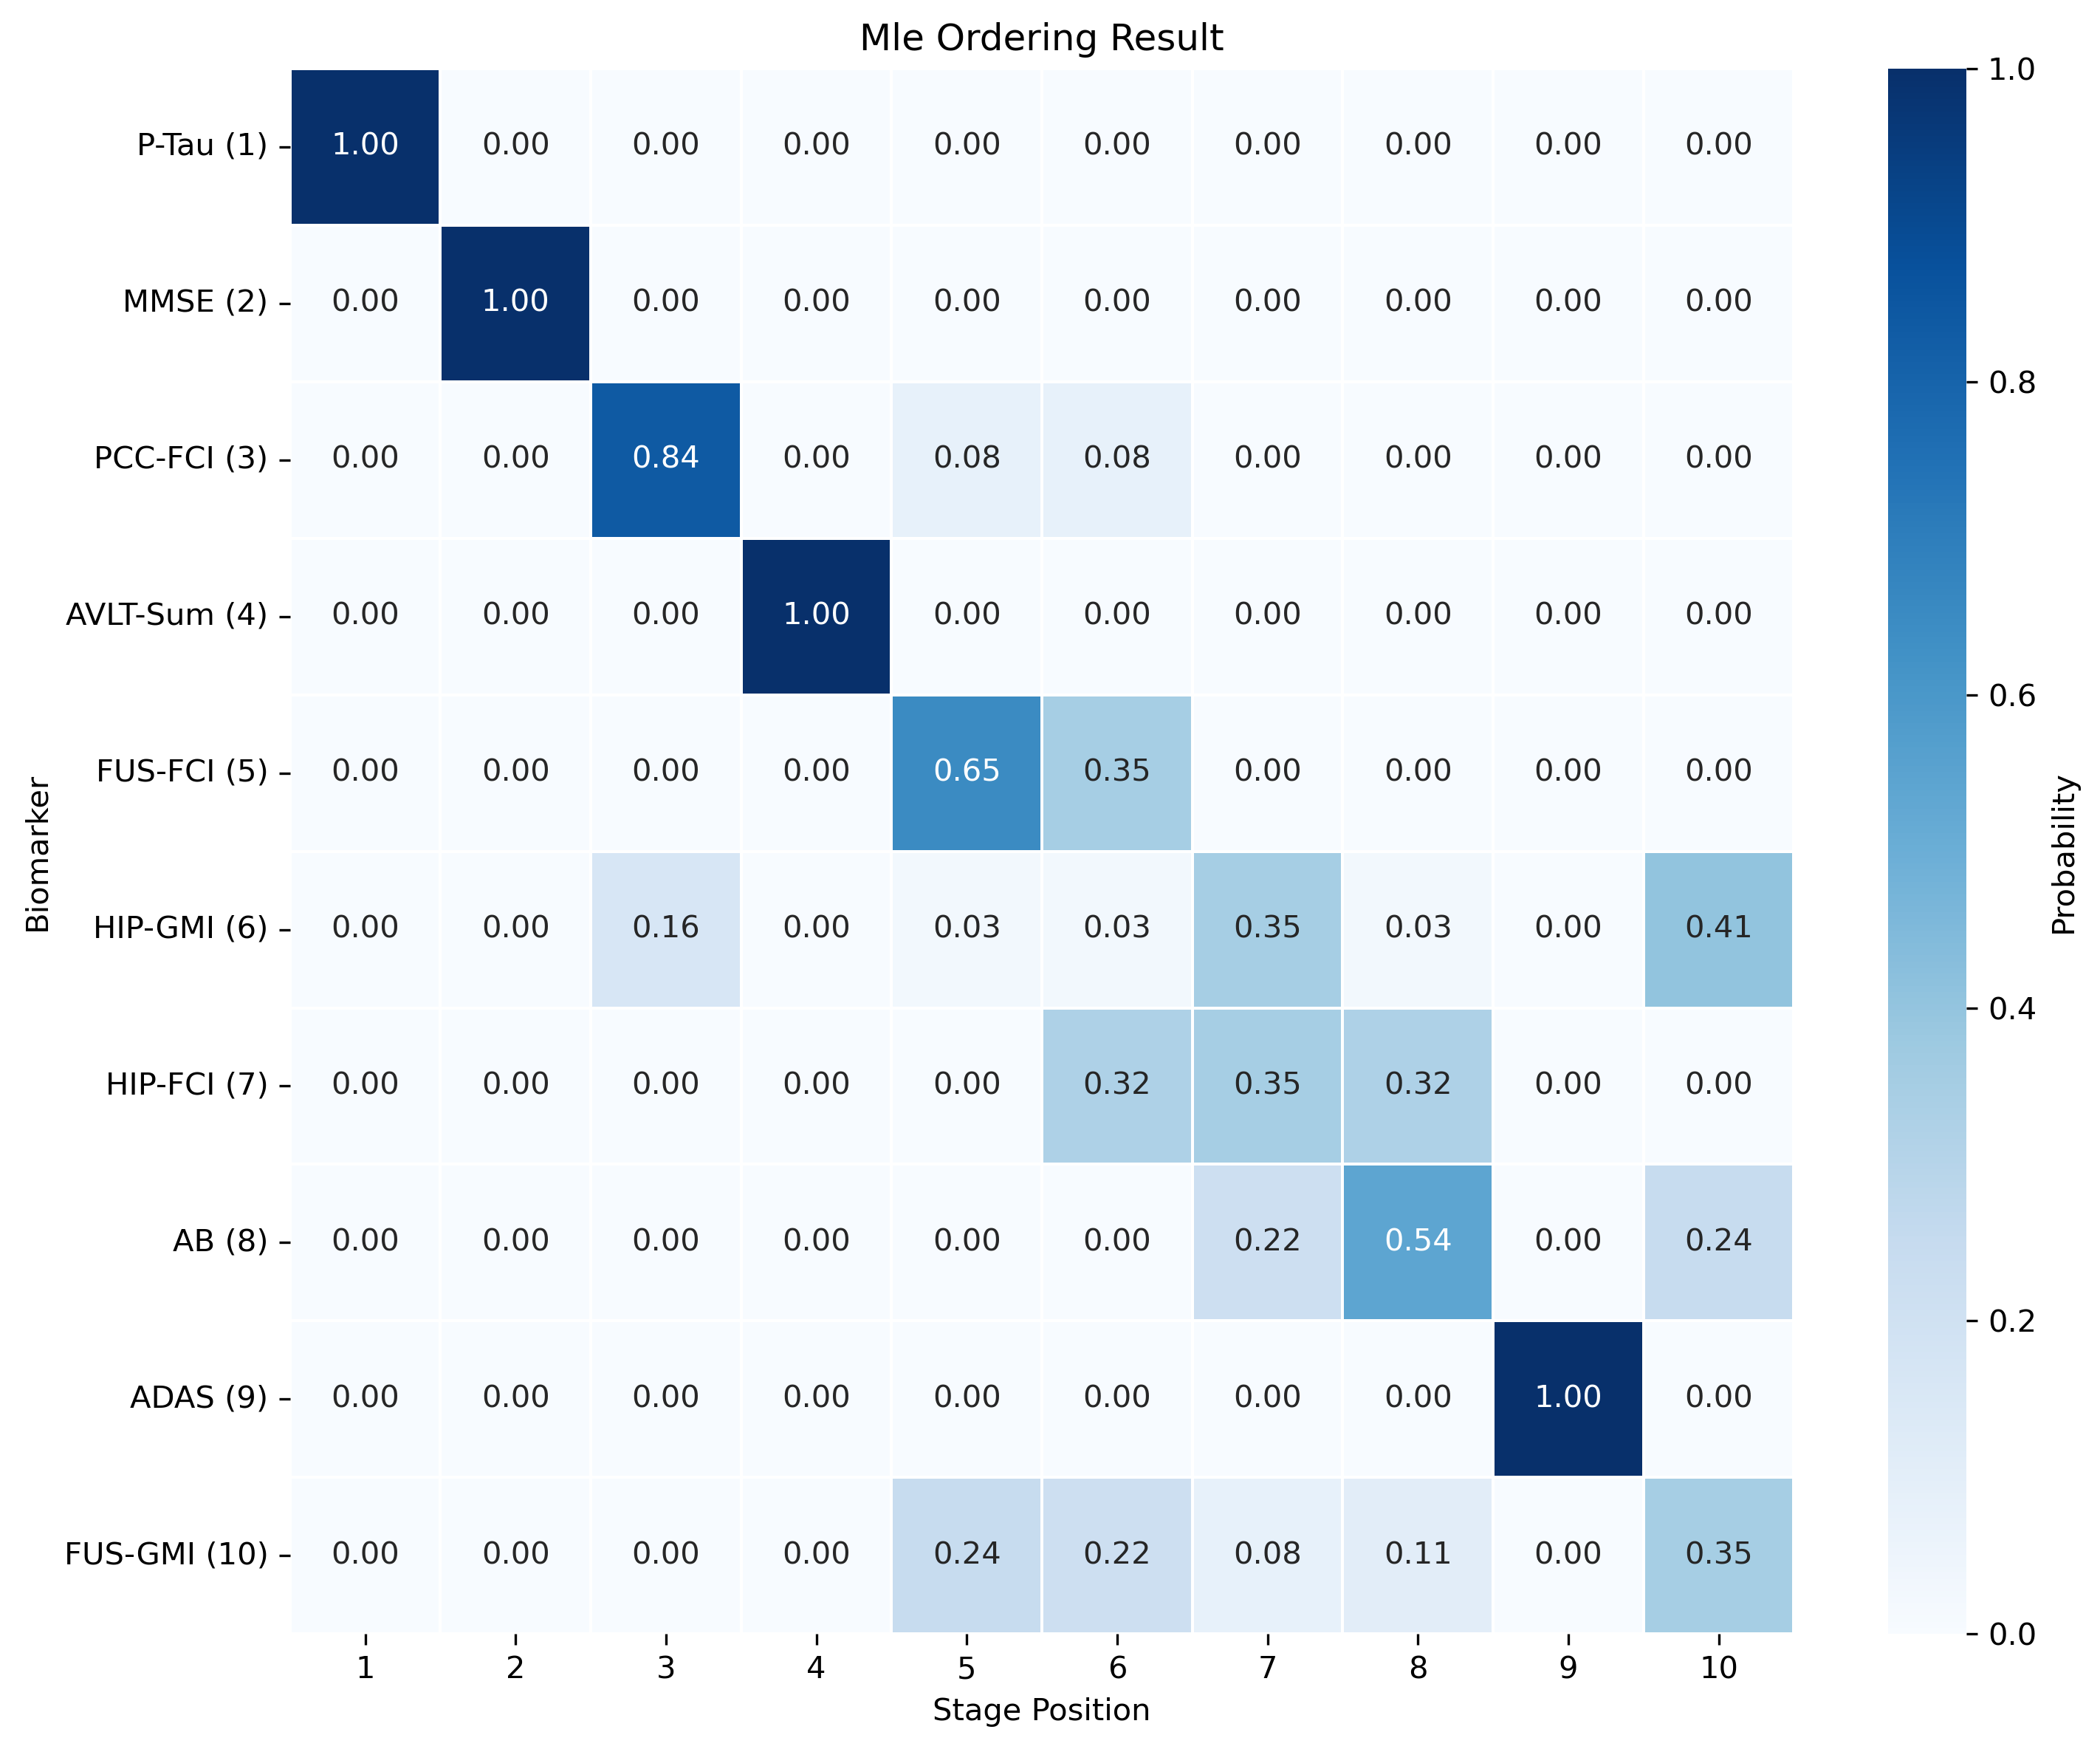 Mle Ordering Result
P-Tau (1) 1.00 0.00 0.00 0.00 0.00 0.00 0.00 0.00 0.00 0.00
MMSE (2) 0.00 1.00 0.00 0.00 0.00 0.00 0.00 0.00 0.00 0.00
PCC-FCI (3) 0.00 0.00 0.84 0.00 0.08 0.08 0.00 0.00 0.00 0.00
AVLT-Sum (4) 0.00 0.00 0.00 1.00 0.00 0.00 0.00 0.00 0.00 0.00
FUS-FCI (5) 0.00 0.00 0.00 0.00 0.65 0.35 0.00 0.00 0.00 0.00
HIP-GMI (6) 0.00 0.00 0.16 0.00 0.03 0.03 0.35 0.03 0.00 0.41
HIP-FCI (7) 0.00 0.00 0.00 0.00 0.00 0.32 0.35 0.32 0.00 0.00
AB (8) 0.00 0.00 0.00 0.00 0.00 0.00 0.22 0.54 0.00 0.24
ADAS (9) 0.00 0.00 0.00 0.00 0.00 0.00 0.00 0.00 1.00 0.00
FUS-GMI (10) 0.00 0.00 0.00 0.00 0.24 0.22 0.08 0.11 0.00 0.35
1 2 3 4 5 6 7 8 9 10
Stage Position
Biomarker
1.0
0.8
0.6
0.4
0.2
0.0
Probability